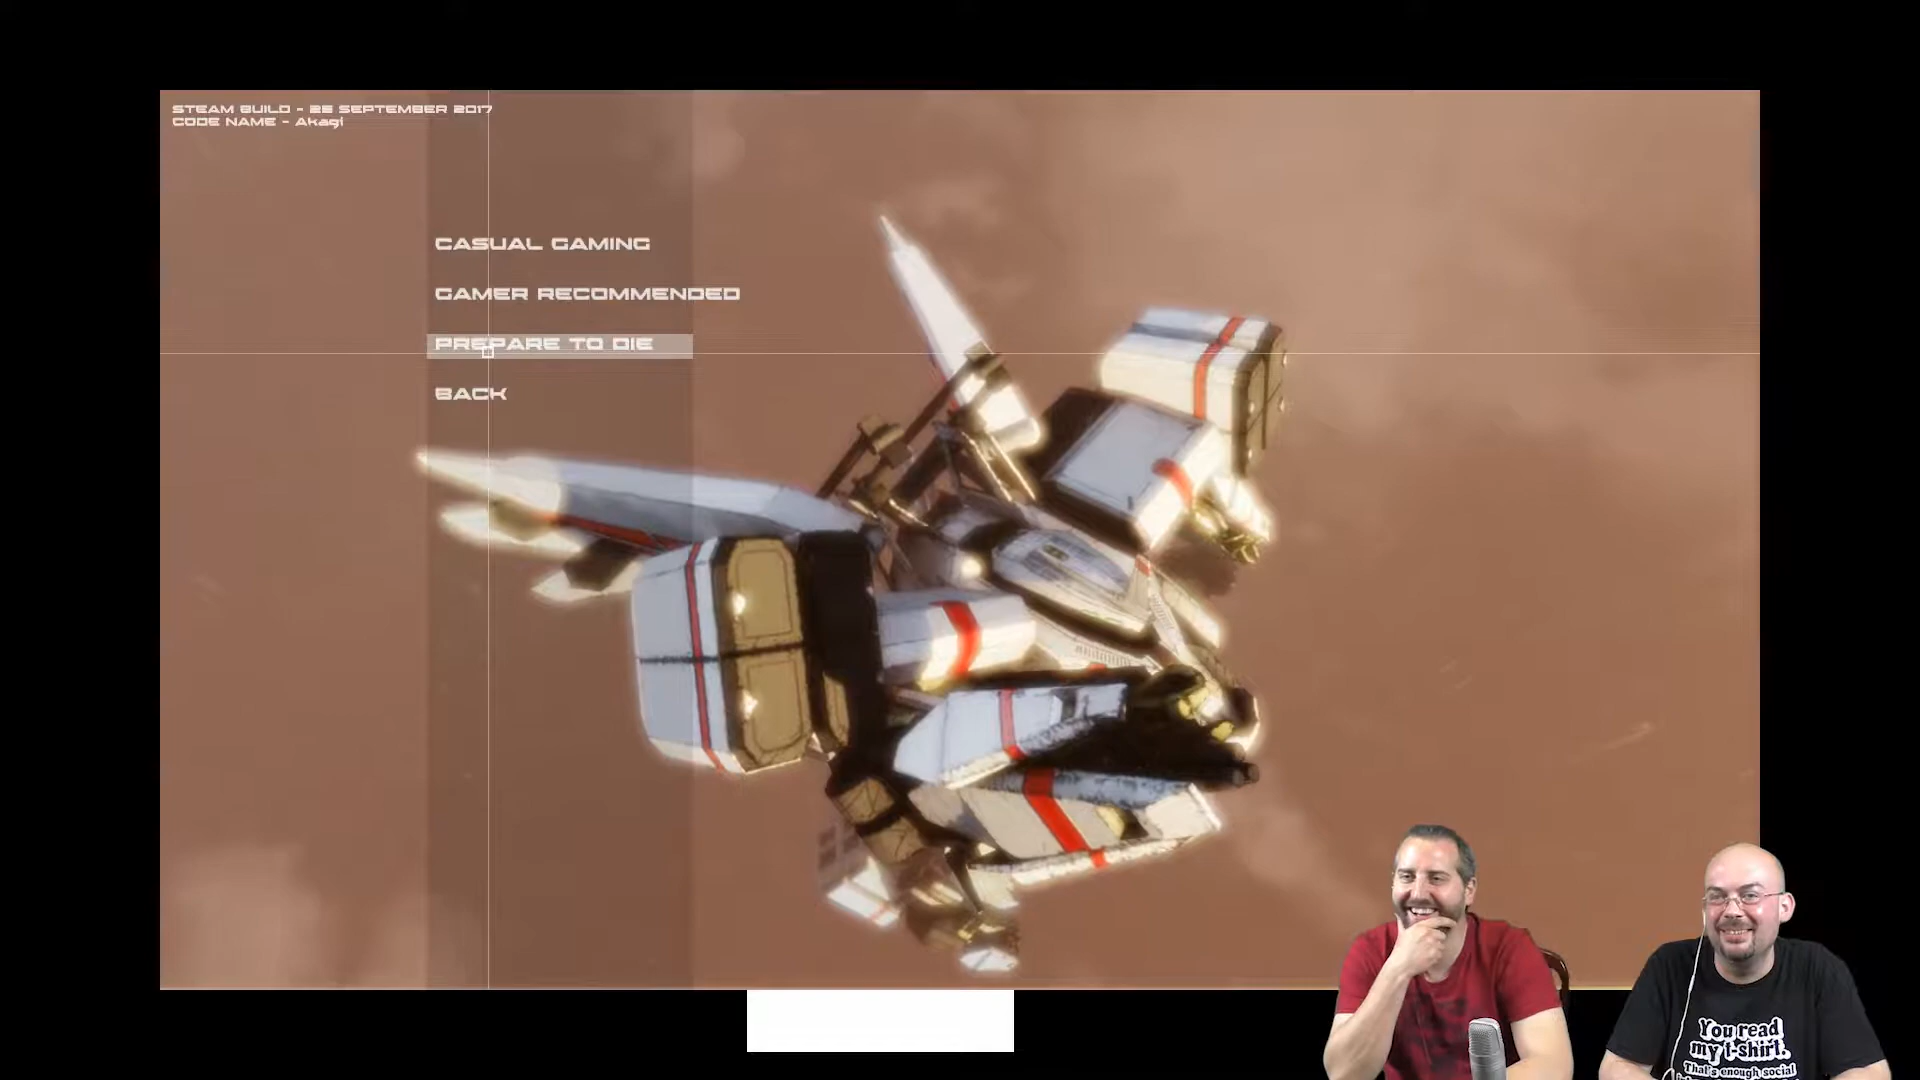 STEAM BUILD - 25 SEPTEMBER 2017
CODE NAME - Akagi
CASUAL GAMING
GAMER RECOMMENDED
PREPARE TO DIE
BACK
You read
my t-shirt.
That's enough social